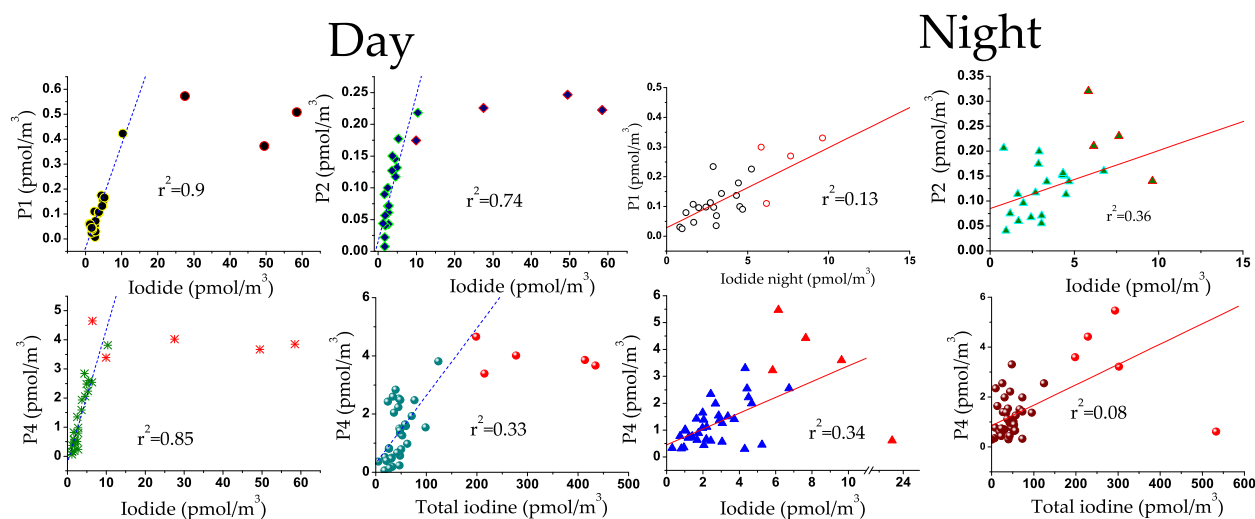 Day
Night
P1 (pmol/m³)
0.6
0.5
0.4
0.3
0.2
0.1
0.0
r²=0.9
0 10 20 30 40 50 60
Iodide (pmol/m³)
P2 (pmol/m³)
0.25
0.20
0.15
0.10
0.05
0.00
r²=0.74
0 10 20 30 40 50 60
Iodide (pmol/m³)
P1 (pmol/m³)
0.5
0.4
0.3
0.2
0.1
0.0
r²=0.13
0 5 10 15
Iodide night (pmol/m³)
P2 (pmol/m³)
0.35
0.30
0.25
0.20
0.15
0.10
0.05
0.00
r²=0.36
0 5 10 15
Iodide (pmol/m³)
P4 (pmol/m³)
5
4
3
2
1
0
r²=0.85
0 10 20 30 40 50 60
Iodide (pmol/m³)
P4 (pmol/m³)
6
4
2
0
r²=0.33
0 100 200 300 400 500
Total iodine (pmol/m³)
P4 (pmol/m³)
6
5
4
3
2
1
0
r²=0.34
0 2 4 6 8 10 24
Iodide (pmol/m³)
P4 (pmol/m³)
6
5
4
3
2
1
0
r²=0.08
0 100 200 300 400 500 600
Total iodine (pmol/m³)